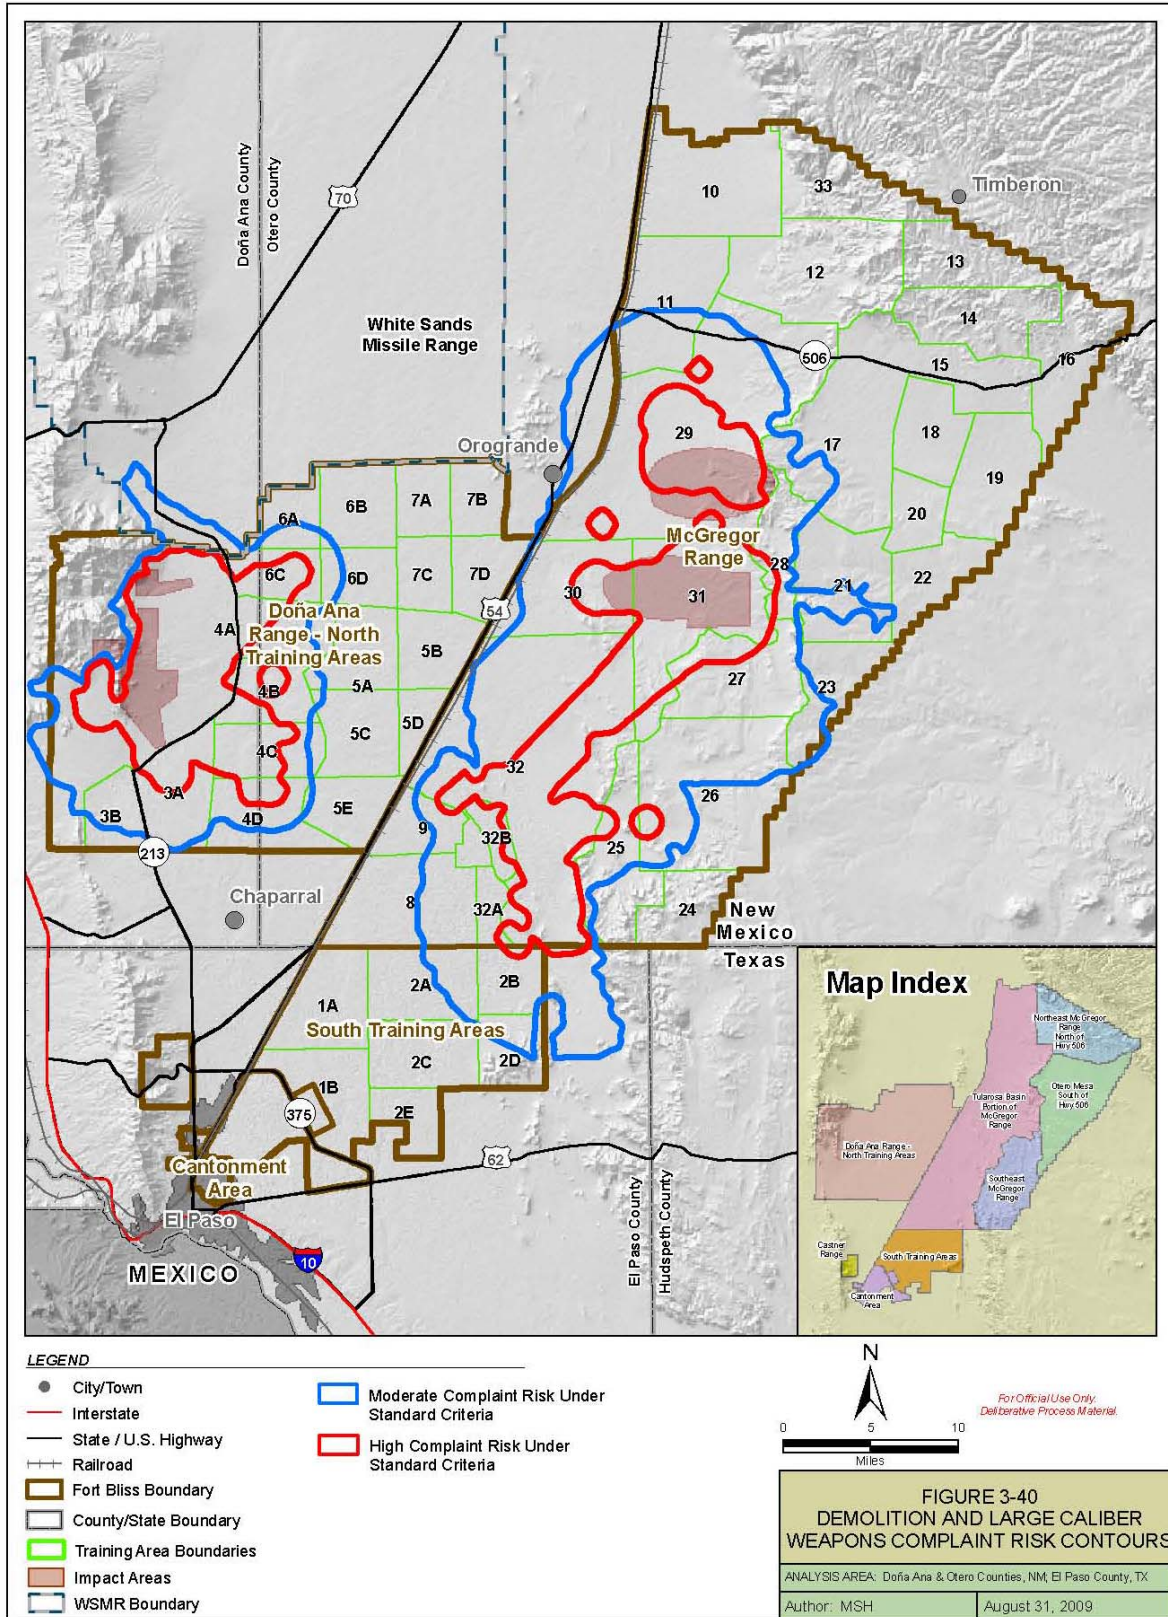 10
33
Timberon
70
Doña Ana County
Otero County
12
13
11
14
White Sands
Missile Range
506
15
16
29
17
18
Orogrande
19
6A
6B
7A
7B
20
McGregor
Range
6C
6D
7C
7D
30
31
28
21
22
Doña Ana
Range - North
Training Areas
54
4A
5B
4B
5A
27
23
5C
5D
4C
32
3A
26
3B
4D
5E
9
32B
25
213
Chaparral
8
32A
24
New
Mexico
Texas
2A
2B
1A
South Training Areas
2C
2D
1B
375
2E
62
Cantonment
Area
El Paso
El Paso County
Hudspeth County
10
MEXICO
Map Index
Northeast McGregor
Range
North of
Hwy 506
Otero Mesa
South of
Hwy 506
Tularosa Basin
Portion of
McGregor
Range
Doña Ana Range -
North Training Areas
Southeast
McGregor
Range
Castner
Range
South Training Areas
Cantonment
Area
LEGEND
City/Town
Interstate
State / U.S. Highway
Railroad
Fort Bliss Boundary
County/State Boundary
Training Area Boundaries
Impact Areas
WSMR Boundary
Moderate Complaint Risk Under
Standard Criteria
High Complaint Risk Under
Standard Criteria
N
0 5 10
Miles
For Official Use Only.
Deliberative Process Material.
FIGURE 3-40
DEMOLITION AND LARGE CALIBER
WEAPONS COMPLAINT RISK CONTOURS
ANALYSIS AREA: Doña Ana & Otero Counties, NM; El Paso County, TX
Author: MSH
August 31, 2009